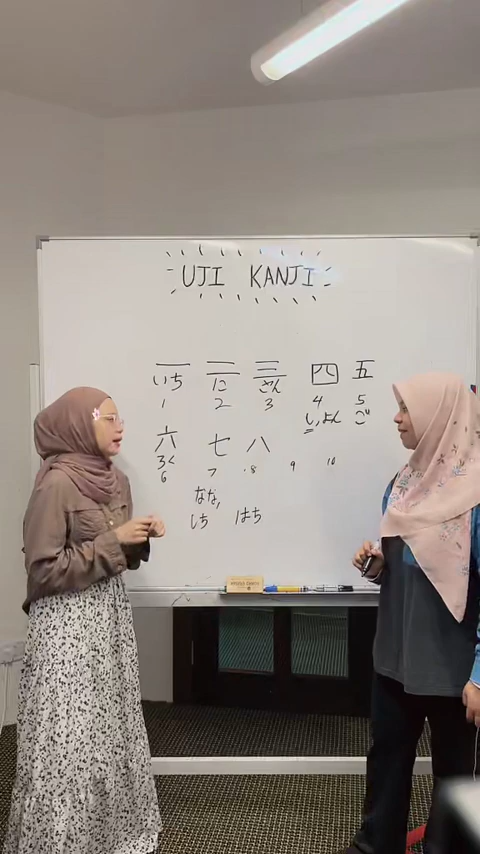 UJI KANJI
一 二 三 四 五
いち に さん
1 2 3 4 5
し, よん ご
六 七 八
ろく
6 7 8 9 10
なな,
しち はち